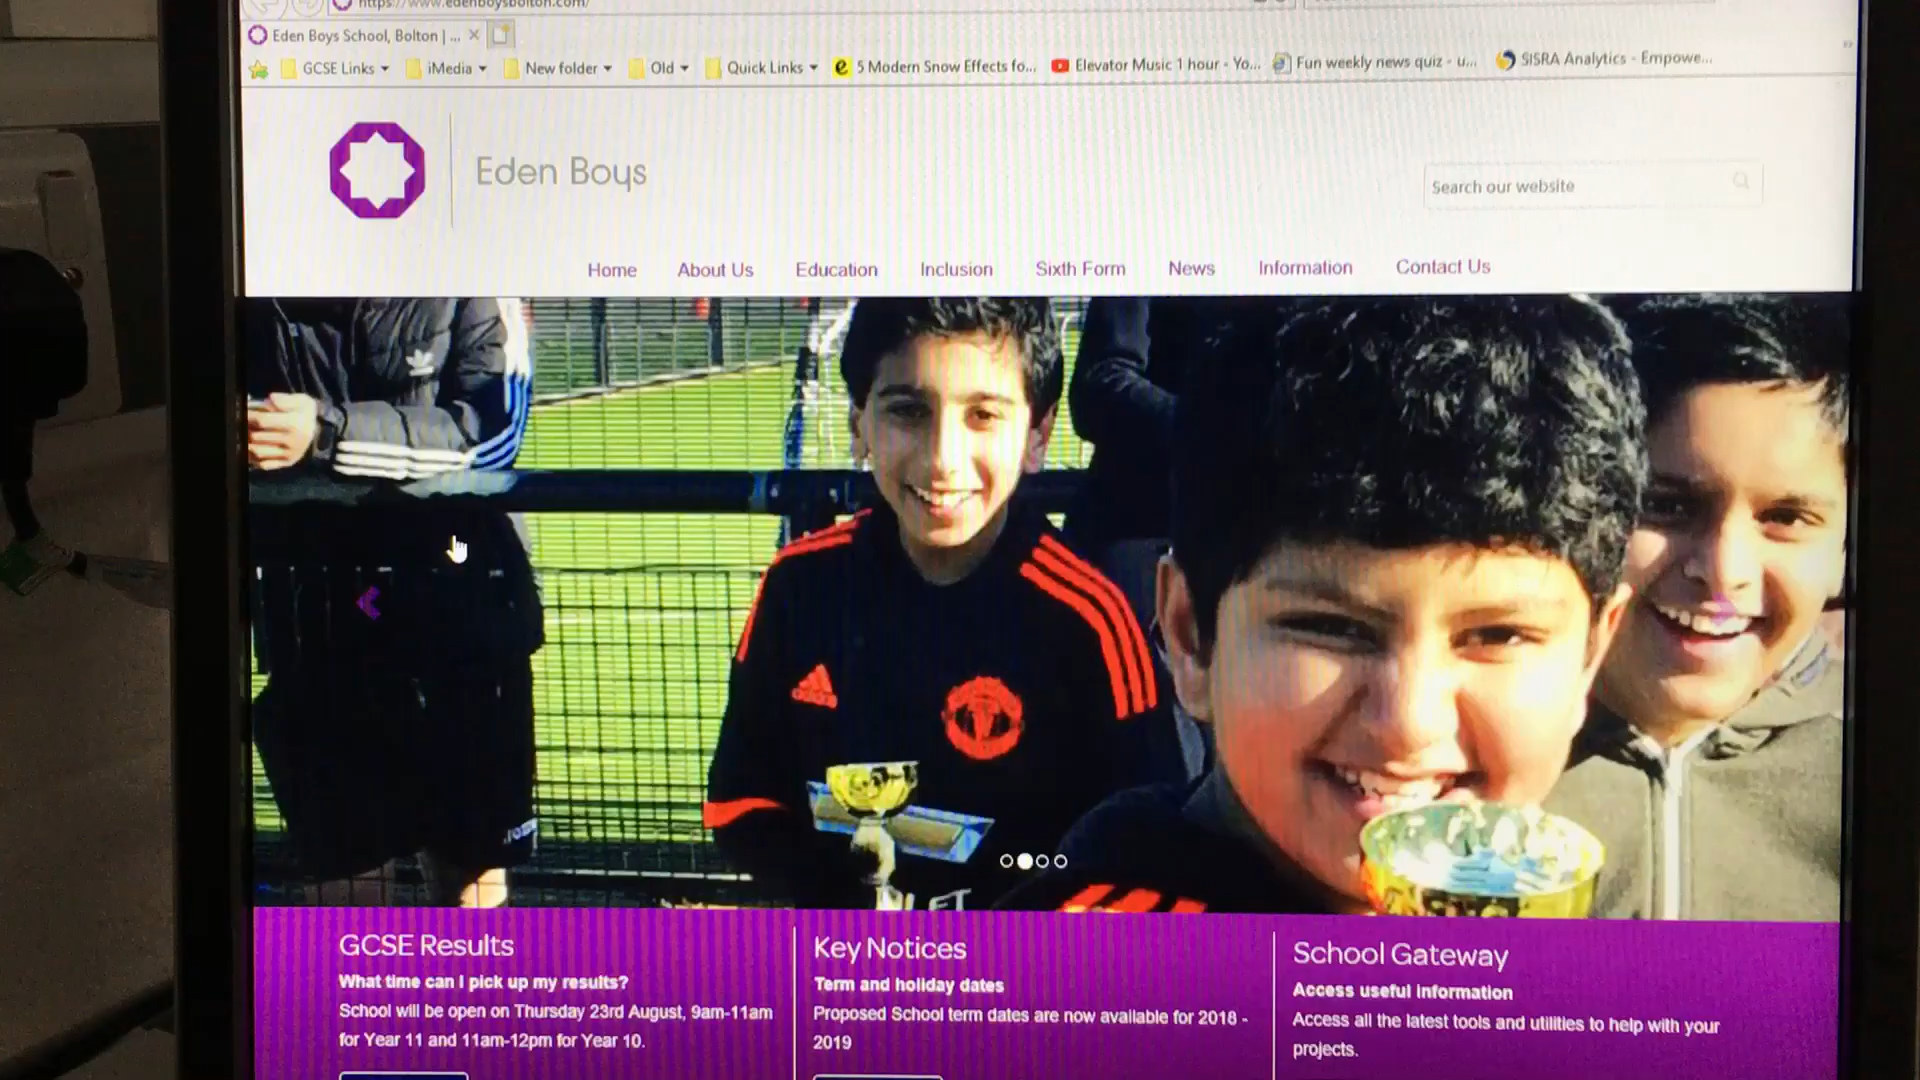 https://www.edenboysbolton.com/
Eden Boys School, Bolton | ...
GCSE Links
iMedia
New folder
Old
Quick Links
5 Modern Snow Effects fo...
Elevator Music 1 hour - Yo...
Fun weekly news quiz - u...
SISRA Analytics - Empowe...
Eden Boys
Search our website
Home
About Us
Education
Inclusion
Sixth Form
News
Information
Contact Us
adidas
GCSE Results
What time can I pick up my results?
School will be open on Thursday 23rd August, 9am-11am
for Year 11 and 11am-12pm for Year 10.
Key Notices
Term and holiday dates
Proposed School term dates are now available for 2018 -
2019
School Gateway
Access useful information
Access all the latest tools and utilities to help with your
projects.